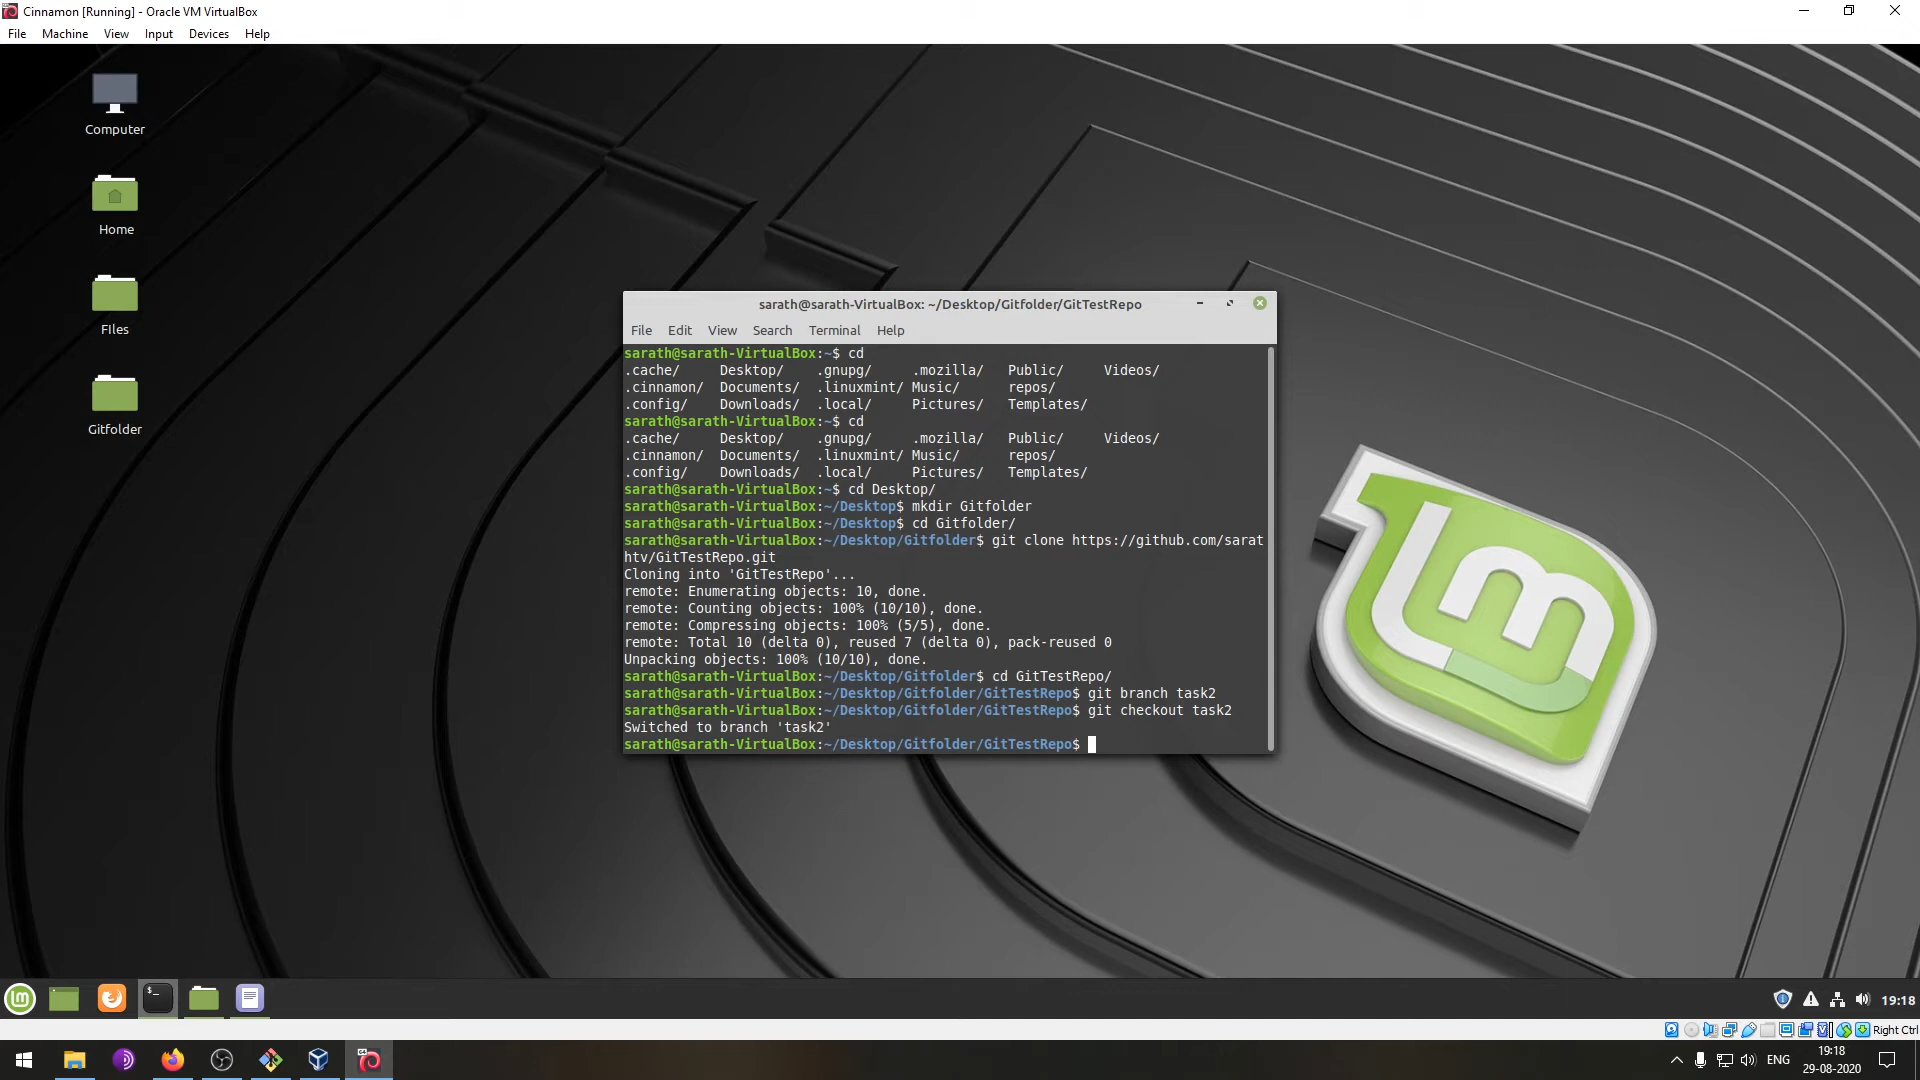 Cinnamon [Running] - Oracle VM VirtualBox
File Machine View Input Devices Help
Computer
Home
FIles
Gitfolder
sarath@sarath-VirtualBox: ~/Desktop/Gitfolder/GitTestRepo
File Edit View Search Terminal Help
sarath@sarath-VirtualBox:~$ cd
.cache/ Desktop/ .gnupg/ .mozilla/ Public/ Videos/
.cinnamon/ Documents/ .linuxmint/ Music/ repos/
.config/ Downloads/ .local/ Pictures/ Templates/
sarath@sarath-VirtualBox:~$ cd
.cache/ Desktop/ .gnupg/ .mozilla/ Public/ Videos/
.cinnamon/ Documents/ .linuxmint/ Music/ repos/
.config/ Downloads/ .local/ Pictures/ Templates/
sarath@sarath-VirtualBox:~$ cd Desktop/
sarath@sarath-VirtualBox:~/Desktop$ mkdir Gitfolder
sarath@sarath-VirtualBox:~/Desktop$ cd Gitfolder/
sarath@sarath-VirtualBox:~/Desktop/Gitfolder$ git clone https://github.com/sarat
htv/GitTestRepo.git
Cloning into 'GitTestRepo'...
remote: Enumerating objects: 10, done.
remote: Counting objects: 100% (10/10), done.
remote: Compressing objects: 100% (5/5), done.
remote: Total 10 (delta 0), reused 7 (delta 0), pack-reused 0
Unpacking objects: 100% (10/10), done.
sarath@sarath-VirtualBox:~/Desktop/Gitfolder$ cd GitTestRepo/
sarath@sarath-VirtualBox:~/Desktop/Gitfolder/GitTestRepo$ git branch task2
sarath@sarath-VirtualBox:~/Desktop/Gitfolder/GitTestRepo$ git checkout task2
Switched to branch 'task2'
sarath@sarath-VirtualBox:~/Desktop/Gitfolder/GitTestRepo$
19:18
Right Ctrl
ENG
19:18
29-08-2020